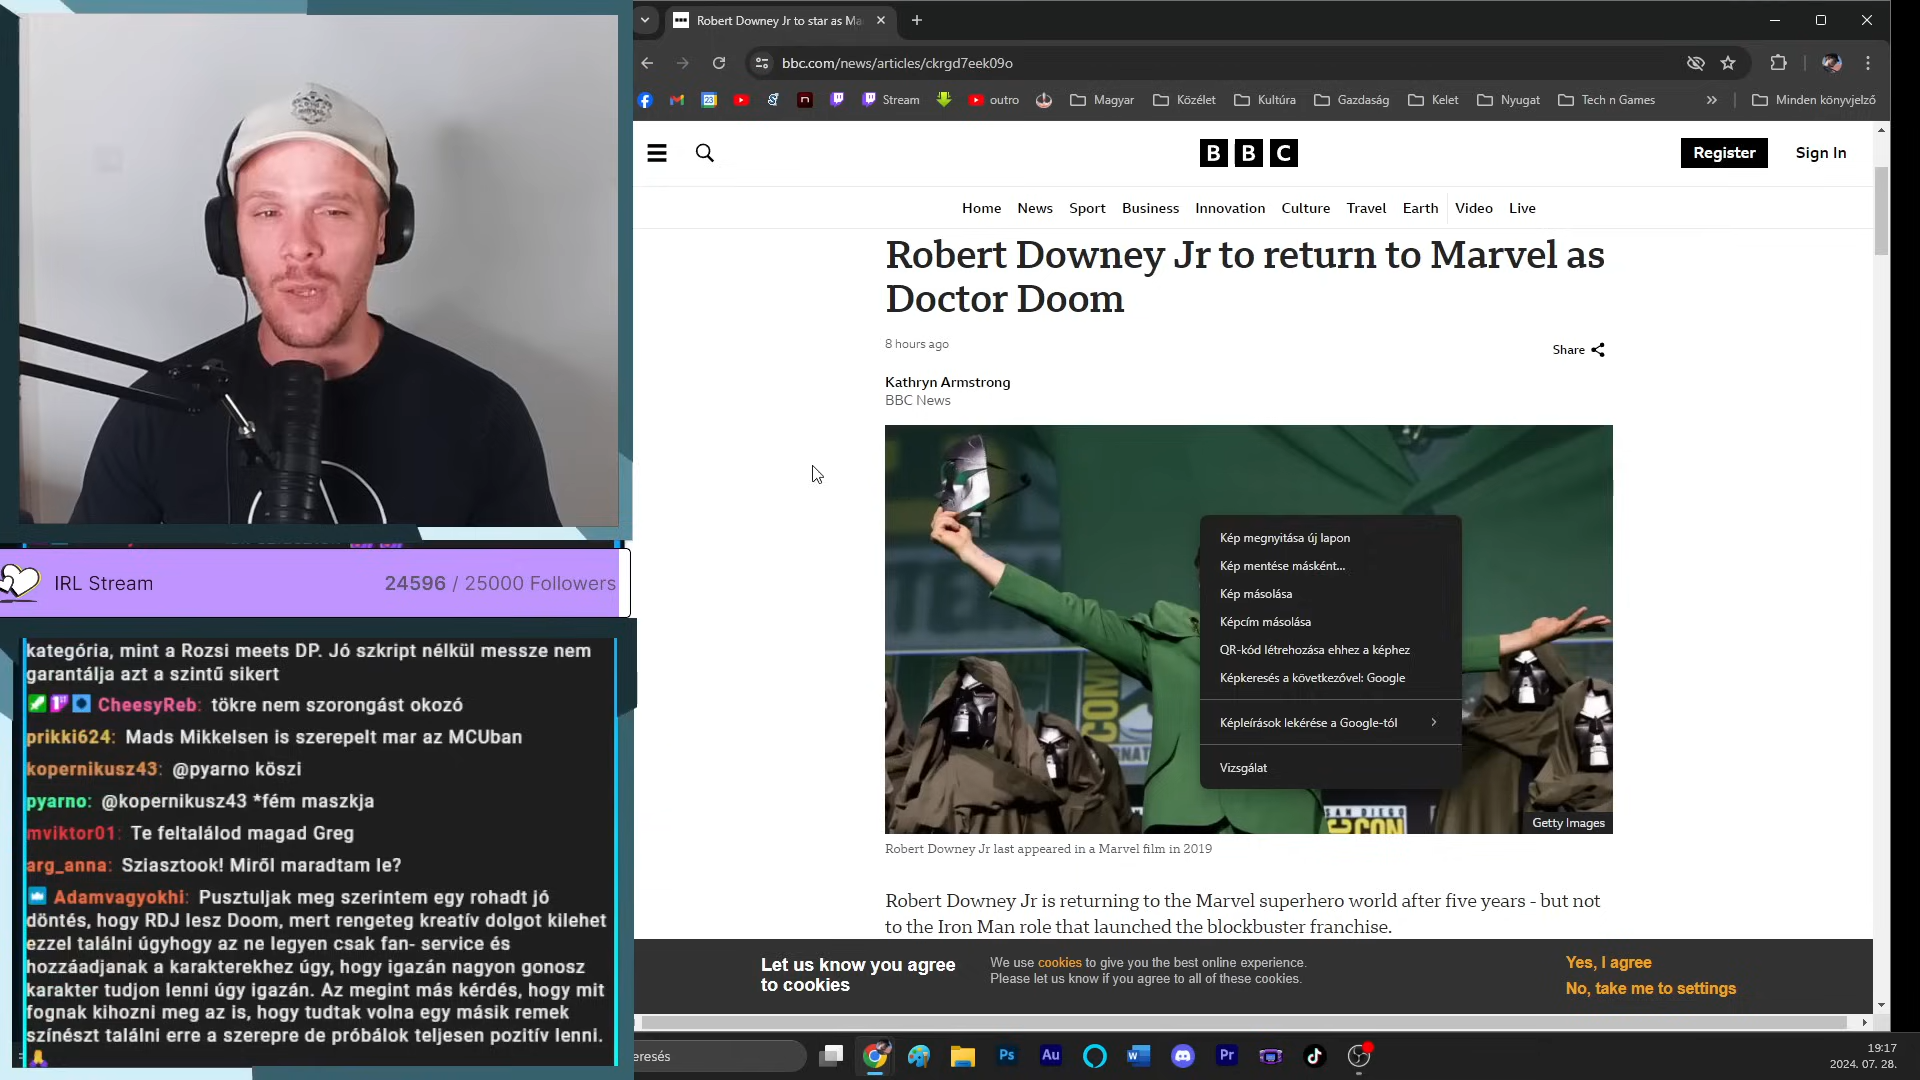 Robert Downey Jr to star as Ma
bbc.com/news/articles/ckrgd7eek09o
Stream
outro
Magyar
Közélet
Kultúra
Gazdaság
Kelet
Nyugat
Tech n Games
Minden könyvjelző
BBC
Register
Sign In
Home News Sport Business Innovation Culture Travel Earth Video Live
Robert Downey Jr to return to Marvel as
Doctor Doom
8 hours ago
Share
Kathryn Armstrong
BBC News
Kép megnyitása új lapon
Kép mentése másként...
Kép másolása
Képcím másolása
QR-kód létrehozása ehhez a képhez
Képkeresés a következővel: Google
Képleírások lekérése a Google-tól
Vizsgálat
SAN DIEGO
Getty Images
Robert Downey Jr last appeared in a Marvel film in 2019
Robert Downey Jr is returning to the Marvel superhero world after five years - but not
to the Iron Man role that launched the blockbuster franchise.
Let us know you agree
to cookies
We use cookies to give you the best online experience.
Please let us know if you agree to all of these cookies.
Yes, I agree
No, take me to settings
IRL Stream
24596 / 25000 Followers
kategória, mint a Rozsi meets DP. Jó szkript nélkül messze nem
garantálja azt a szintű sikert
CheesyReb: tökre nem szorongást okozó
prikki624: Mads Mikkelsen is szerepelt mar az MCUban
kopernikusz43: @pyarno köszi
pyarno: @kopernikusz43 *fém maszkja
mviktor01: Te feltalálod magad Greg
arg_anna: Sziasztook! Miről maradtam le?
Adamvagyokhi: Pusztuljak meg szerintem egy rohadt jó
döntés, hogy RDJ lesz Doom, mert rengeteg kreatív dolgot kilehet
ezzel találni úgyhogy az ne legyen csak fan- service és
hozzáadjanak a karakterekhez úgy, hogy igazán nagyon gonosz
karakter tudjon lenni úgy igazán. Az megint más kérdés, hogy mit
fognak kihozni meg az is, hogy tudtak volna egy másik remek
színészt találni erre a szerepre de próbálok teljesen pozitív lenni.
eresés
Ps
Au
Pr
19:17
2024. 07. 28.